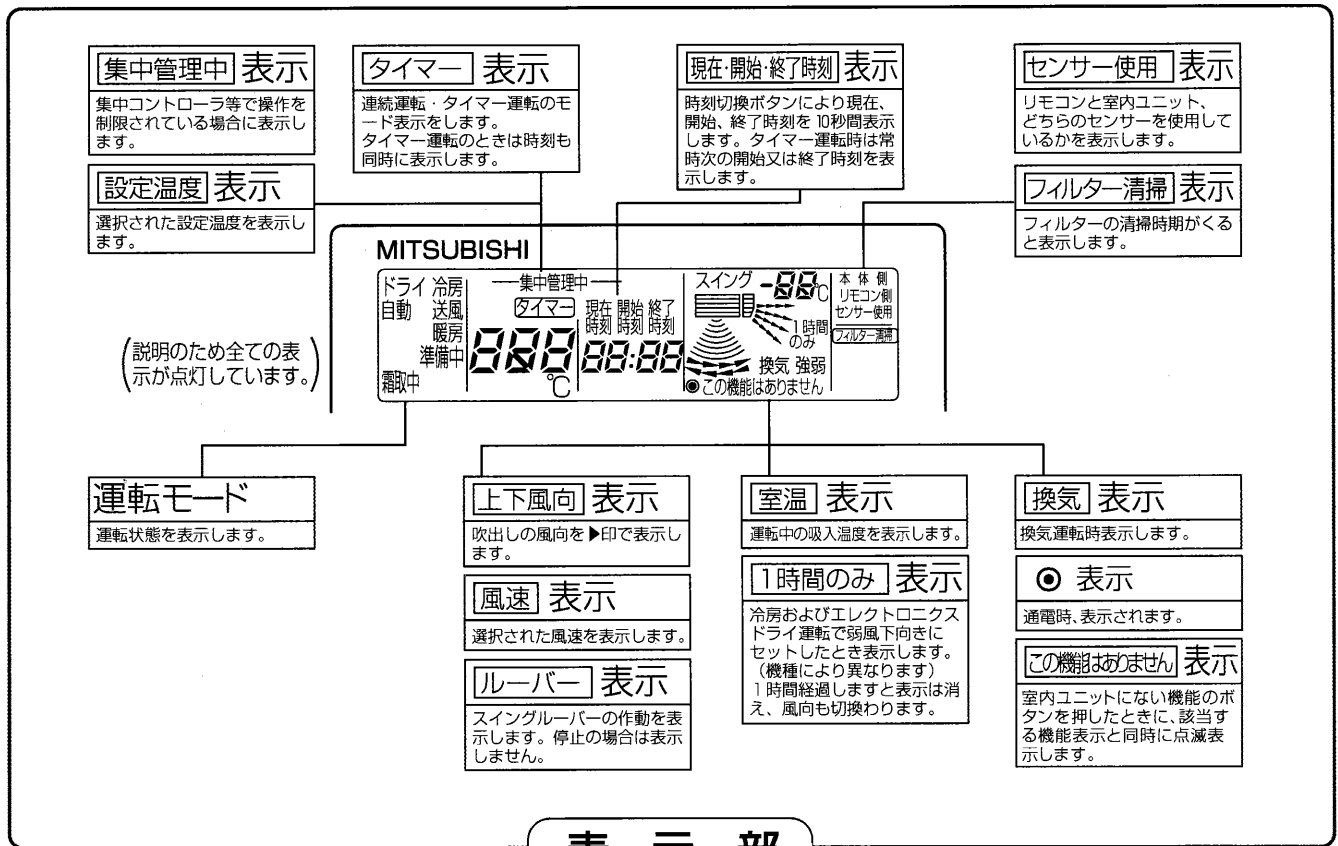 集中管理中 表示
集中コントローラ等で操作を
制限されている場合に表示し
ます。
設定温度 表示
選択された設定温度を表示し
ます。
タイマー 表示
連続運転・タイマー運転のモ
ード表示をします。
タイマー運転のときは時刻も
同時に表示します。
現在・開始・終了時刻 表示
時刻切換ボタンにより現在、
開始、終了時刻を10秒間表示
します。タイマー運転時は常
時次の開始又は終了時刻を表
示します。
センサー使用 表示
リモコンと室内ユニット、
どちらのセンサーを使用して
いるかを表示します。
フィルター清掃 表示
フィルターの清掃時期がくる
と表示します。
MITSUBISHI
ドライ 冷房
自動 送風
暖房
準備中
霜取中
集中管理中
タイマー
888
℃
現在 開始 終了
時刻 時刻 時刻
88:88
スイング -88℃
1時間
のみ
換気 強弱
◉この機能はありません
本体側
リモコン側
センサー使用
フィルター清掃
(説明のため全ての表
示が点灯しています。)
運転モード
運転状態を表示します。
上下風向 表示
吹出しの風向を▶印で表示し
ます。
風速 表示
選択された風速を表示します。
ルーバー 表示
スイングルーバーの作動を表
示します。停止の場合は表示
しません。
室温 表示
運転中の吸入温度を表示します。
1時間のみ 表示
冷房およびエレクトロニクス
ドライ運転で弱風下向きに
セットしたとき表示します。
(機種により異なります)
1時間経過しますと表示は消
え、風向も切換わります。
換気 表示
換気運転時表示します。
◉ 表示
通電時、表示されます。
この機能はありません 表示
室内ユニットにない機能のボ
タンを押したときに、該当す
る機能表示と同時に点滅表
示します。
表示部